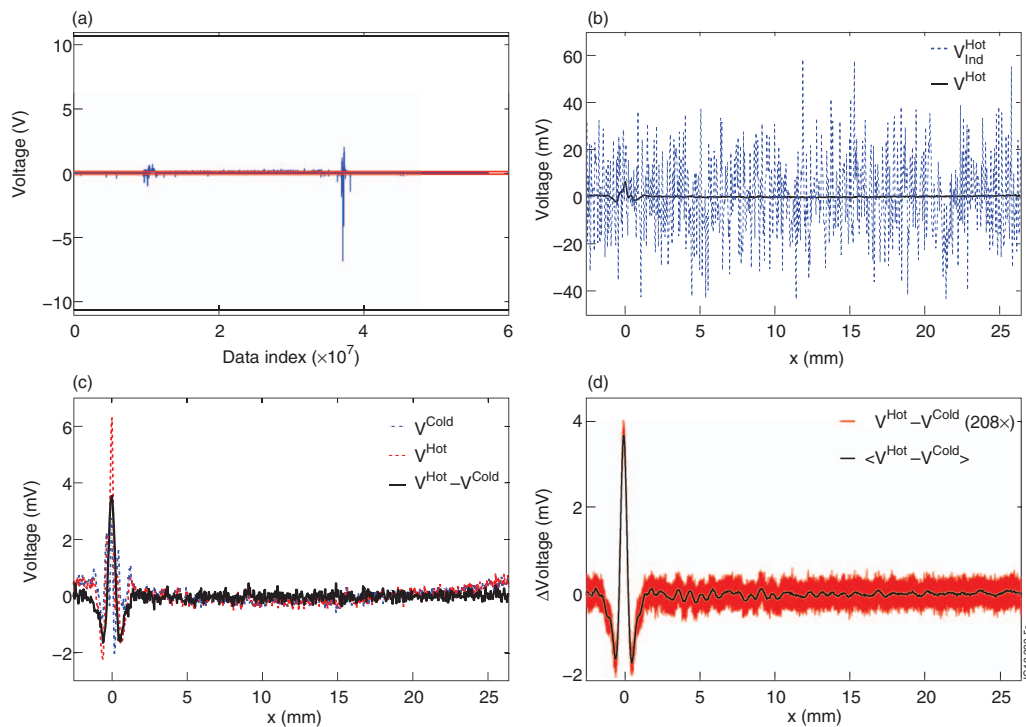 (a)
10
5
0
−5
−10
Voltage (V)
0
2
4
6
Data index (×10⁷)
(b)
60
40
20
0
−20
−40
Voltage (mV)
V_Ind^Hot
V^Hot
0
5
10
15
20
25
x (mm)
(c)
6
4
2
0
−2
Voltage (mV)
V^Cold
V^Hot
V^Hot −V^Cold
0
5
10
15
20
25
x (mm)
(d)
4
2
0
−2
ΔVoltage (mV)
V^Hot −V^Cold (208×)
<V^Hot −V^Cold>
0
5
10
15
20
25
x (mm)